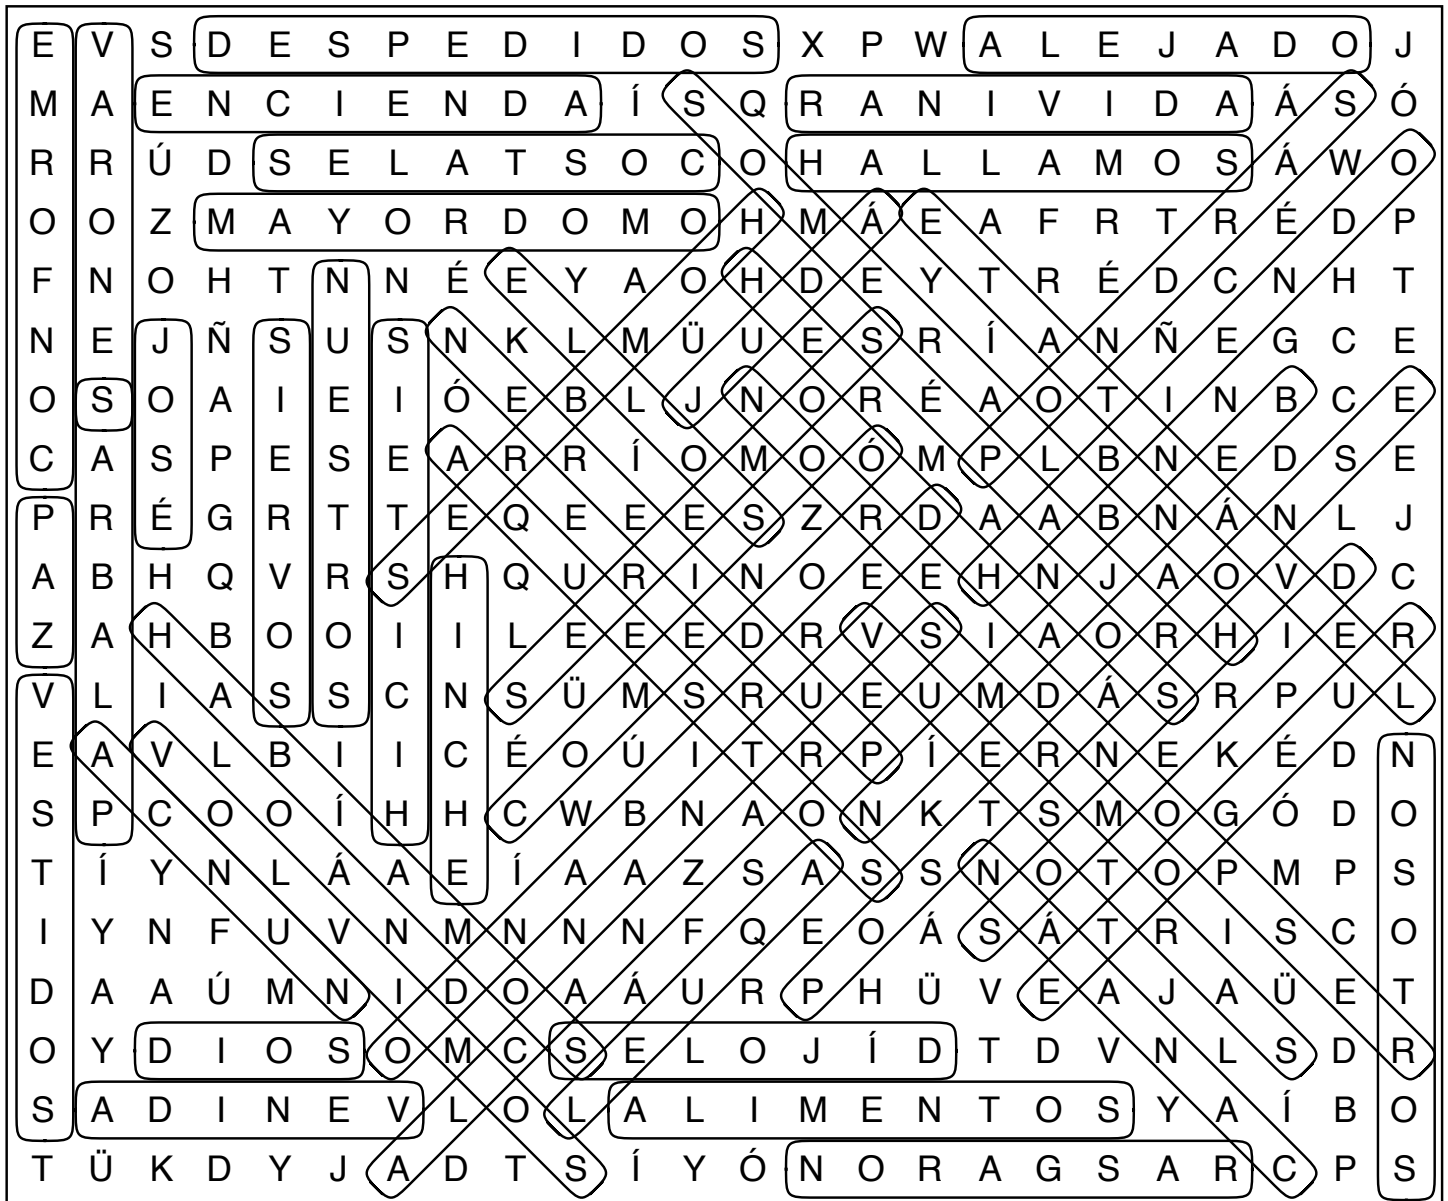 E V S D E S P E D I D O S X P W A L E J A D O J
M A E N C I E N D A Í S Q R A N I V I D A Á S Ó
R R Ú D S E L A T S O C O H A L L A M O S Á W O
O O Z M A Y O R D O M O H M Á E A F R T R É D P
F N O H T N N É E Y A O H D E Y T R É D C N H T
N E J Ñ S U S N K L M Ü U E S R Í A N Ñ E G C E
O S O A I E I Ó E B L J N O R É A O T I N B C E
C A S P E S E A R R Í O M O Ó M P L B N E D S E
P R É G R T T E Q E E E S Z R D A A B N Á N L J
A B H Q V R S H Q U R I N O E E H N J A O V D C
Z A H B O O I I L E E E D R V S I A O R H I E R
V L I A S S C N S Ü M S R U E U M D Á S R P U L
E A V L B I I C É O Ú I T R P Í E R N E K É D N
S P C O O Í H H C W B N A O N K T S M O G Ó D O
T Í Y N L Á A E Í A A Z S A S S N O T O P M P S
I Y N F U V N M N N N F Q E O Á S Á T R I S C O
D A A Ú M N I D O A Á U R P H Ü V E A J A Ü E T
O Y D I O S O M C S E L O J Í D T D V N L S D R
S A D I N E V L O L A L I M E N T O S Y A Í B O
T Ü K D Y J A D T S Í Y Ó N O R A G S A R C P S